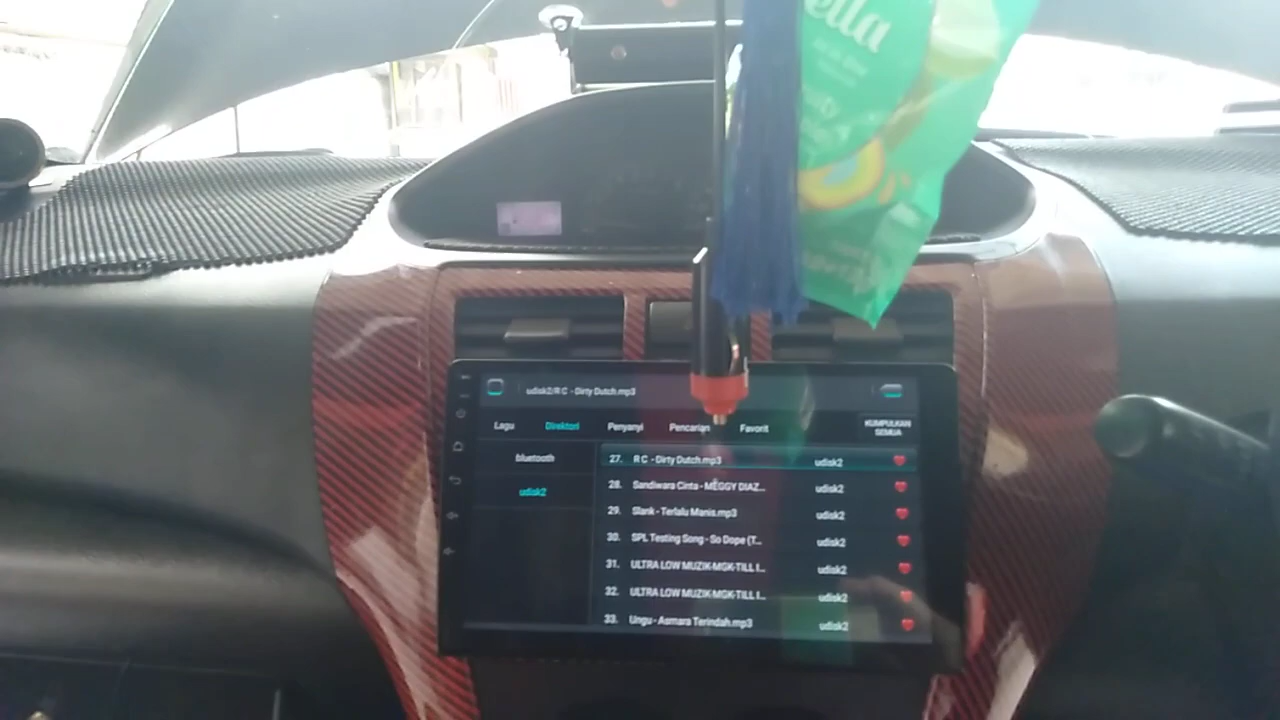 ella
udisk2/R C - Dirty Dutch.mp3
Lagu Direktori Penyanyi Pencarian Favorit KUMPULKAN SEMUA
bluetooth
udisk2
27. R C - Dirty Dutch.mp3 udisk2
28. Sandiwara Cinta - MEGGY DIAZ... udisk2
29. Slank - Terlalu Manis.mp3 udisk2
30. SPL Testing Song - So Dope (T... udisk2
31. ULTRA LOW MUZIK-MGK-TILL I... udisk2
32. ULTRA LOW MUZIK-MGK-TILL I... udisk2
33. Ungu - Asmara Terindah.mp3 udisk2